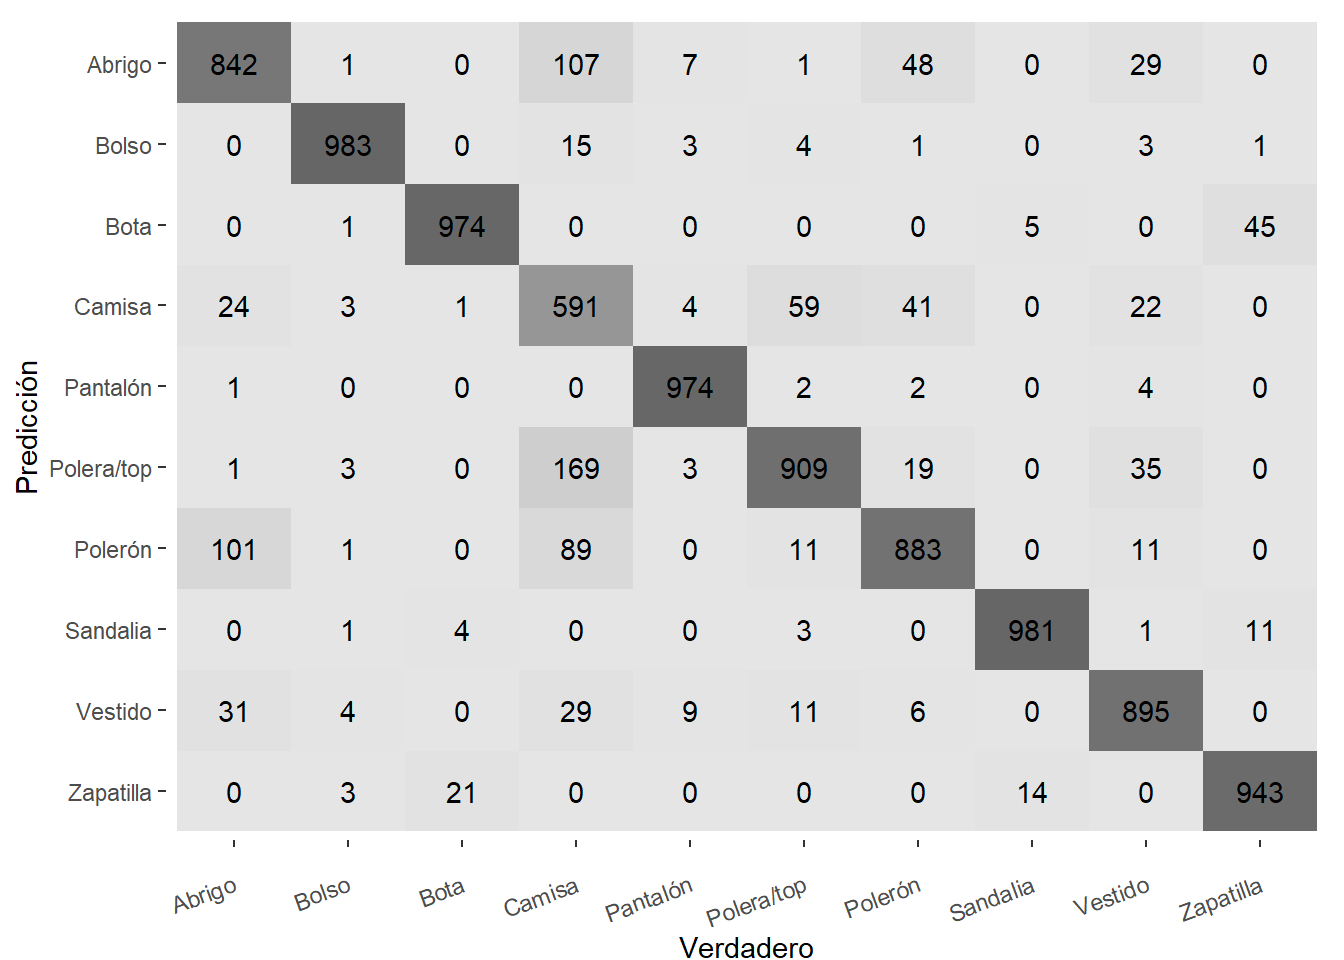 Abrigo 842 1 0 107 7 1 48 0 29 0
Bolso 0 983 0 15 3 4 1 0 3 1
Bota 0 1 974 0 0 0 0 5 0 45
Camisa 24 3 1 591 4 59 41 0 22 0
Pantalón 1 0 0 0 974 2 2 0 4 0
Polera/top 1 3 0 169 3 909 19 0 35 0
Polerón 101 1 0 89 0 11 883 0 11 0
Sandalia 0 1 4 0 0 3 0 981 1 11
Vestido 31 4 0 29 9 11 6 0 895 0
Zapatilla 0 3 21 0 0 0 0 14 0 943
Predicción
Abrigo Bolso Bota Camisa Pantalón Polera/top Polerón Sandalia Vestido Zapatilla
Verdadero